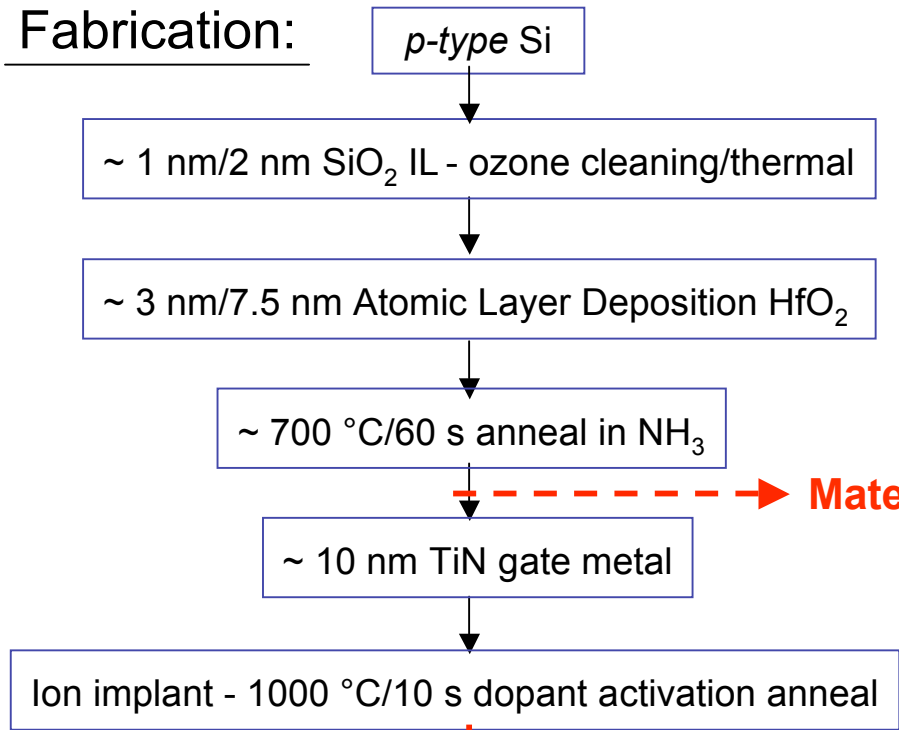 Fabrication:
p-type Si
~ 1 nm/2 nm SiO₂ IL - ozone cleaning/thermal
~ 3 nm/7.5 nm Atomic Layer Deposition HfO₂
~ 700 °C/60 s anneal in NH₃
Mate
~ 10 nm TiN gate metal
Ion implant - 1000 °C/10 s dopant activation anneal